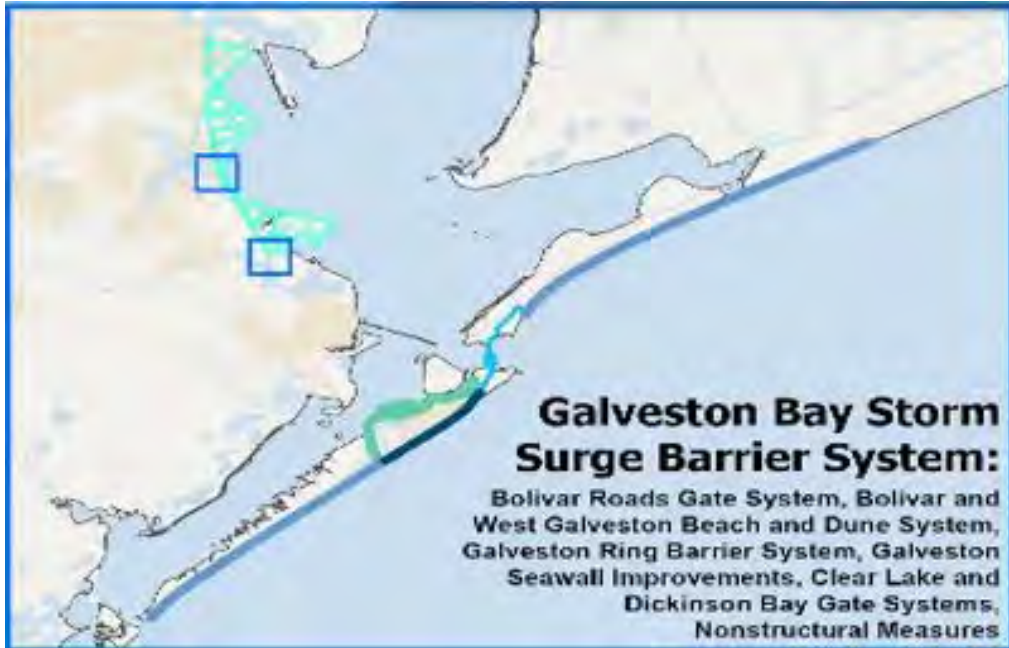 Galveston Bay Storm
Surge Barrier System:
Bolivar Roads Gate System, Bolivar and
West Galveston Beach and Dune System,
Galveston Ring Barrier System, Galveston
Seawall Improvements, Clear Lake and
Dickinson Bay Gate Systems,
Nonstructural Measures